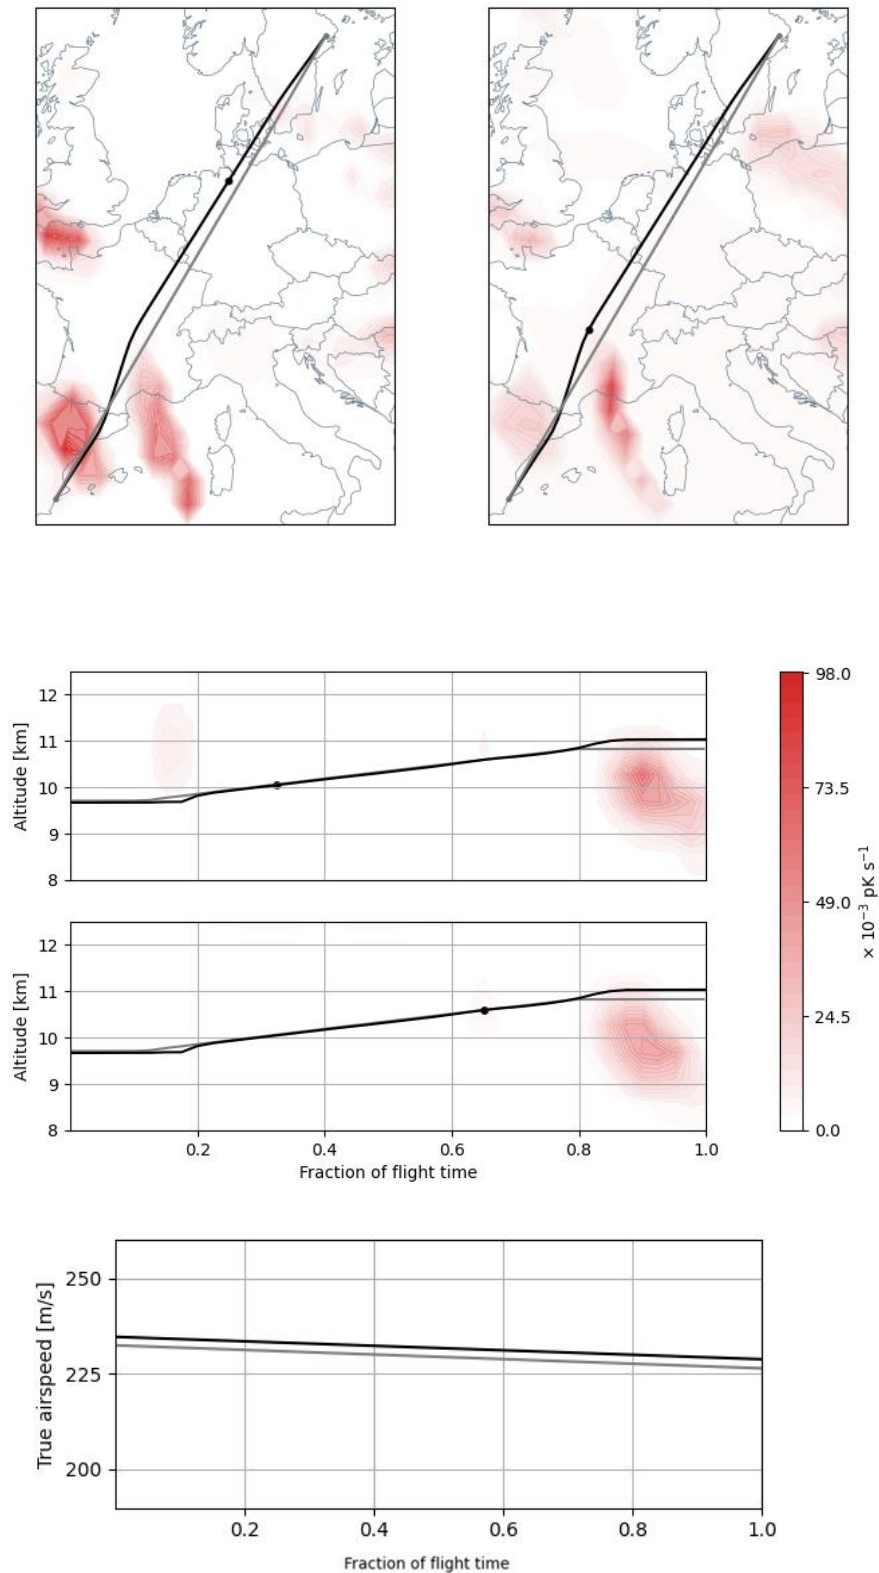 12
11
10
9
8
Altitude [km]
12
11
10
9
8
Altitude [km]
0.2 0.4 0.6 0.8 1.0
Fraction of flight time
98.0
73.5
49.0
24.5
0.0
× 10⁻³ pK s⁻¹
250
225
200
True airspeed [m/s]
0.2 0.4 0.6 0.8 1.0
Fraction of flight time